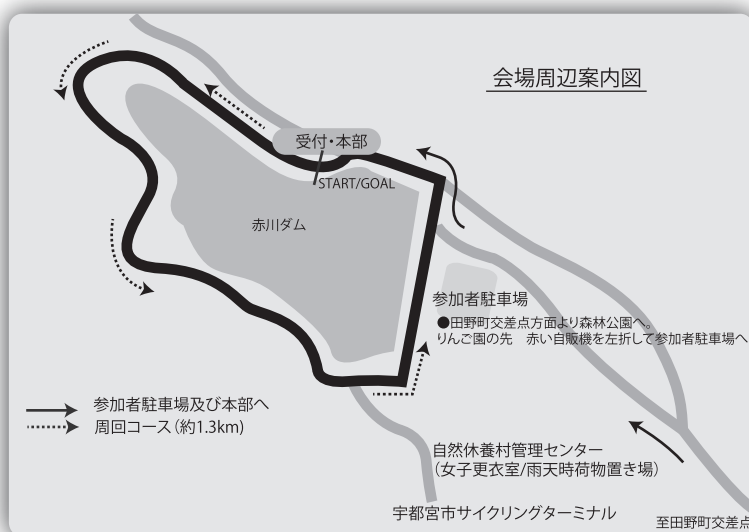 会場周辺案内図
受付・本部
START/GOAL
赤川ダム
参加者駐車場
●田野町交差点方面より森林公園へ。
りんご園の先　赤い自販機を左折して参加者駐車場へ
参加者駐車場及び本部へ
周回コース（約1.3km）
自然休養村管理センター
（女子更衣室/雨天時荷物置き場）
宇都宮市サイクリングターミナル
至田野町交差点